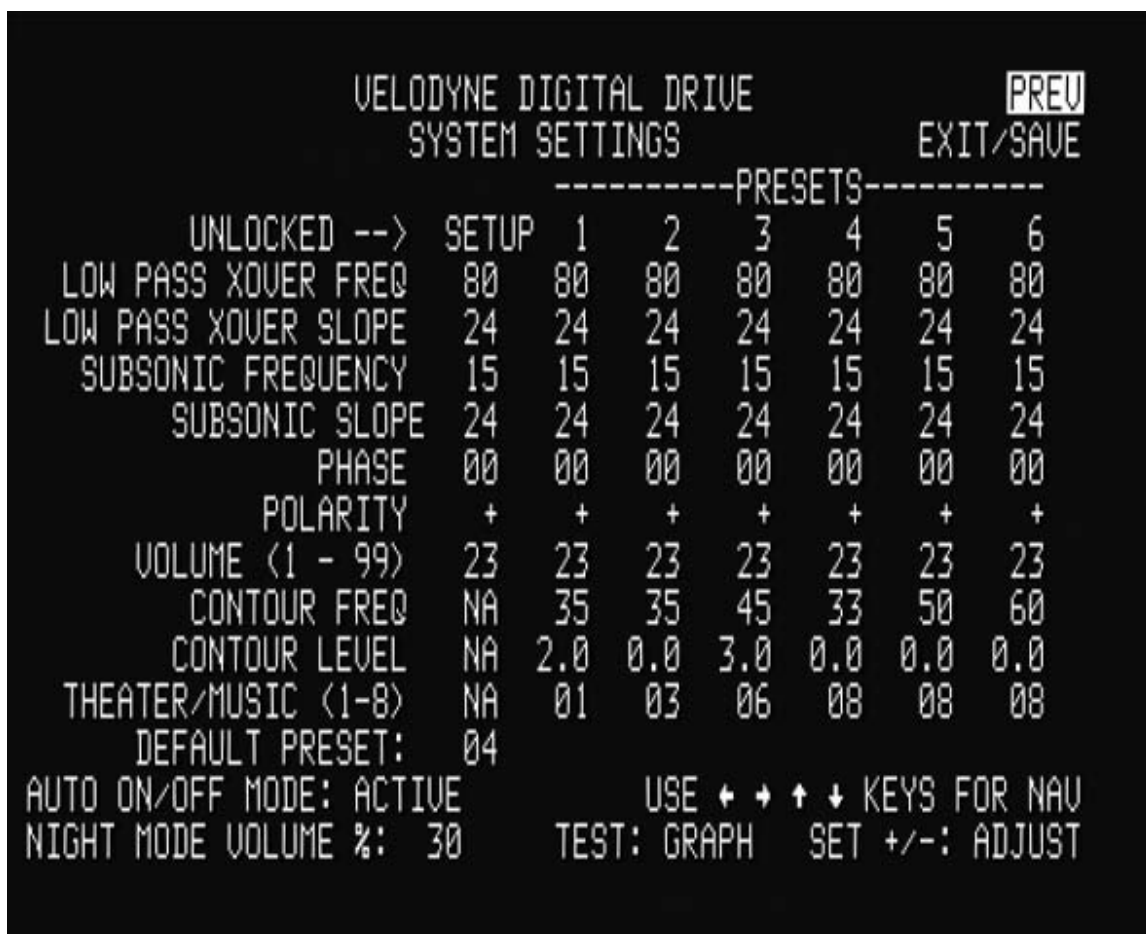 VELODYNE DIGITAL DRIVE PREV
SYSTEM SETTINGS EXIT/SAVE
----------PRESETS----------
UNLOCKED --> SETUP 1 2 3 4 5 6
LOW PASS XOVER FREQ 80 80 80 80 80 80 80
LOW PASS XOVER SLOPE 24 24 24 24 24 24 24
SUBSONIC FREQUENCY 15 15 15 15 15 15 15
SUBSONIC SLOPE 24 24 24 24 24 24 24
PHASE 00 00 00 00 00 00 00
POLARITY + + + + + + +
VOLUME (1 - 99) 23 23 23 23 23 23 23
CONTOUR FREQ NA 35 35 45 33 50 60
CONTOUR LEVEL NA 2.0 0.0 3.0 0.0 0.0 0.0
THEATER/MUSIC (1-8) NA 01 03 06 08 08 08
DEFAULT PRESET: 04
AUTO ON/OFF MODE: ACTIVE USE ← → ↑ ↓ KEYS FOR NAV
NIGHT MODE VOLUME %: 30 TEST: GRAPH SET +/-: ADJUST